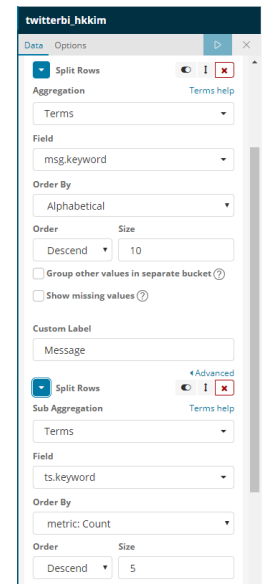 twitterbi_hkkim
Data Options
Split Rows
Aggregation Terms help
Terms
Field
msg.keyword
Order By
Alphabetical
Order Size
Descend 10
Group other values in separate bucket
Show missing values
Custom Label
Message
Advanced
Split Rows
Sub Aggregation Terms help
Terms
Field
ts.keyword
Order By
metric: Count
Order Size
Descend 5